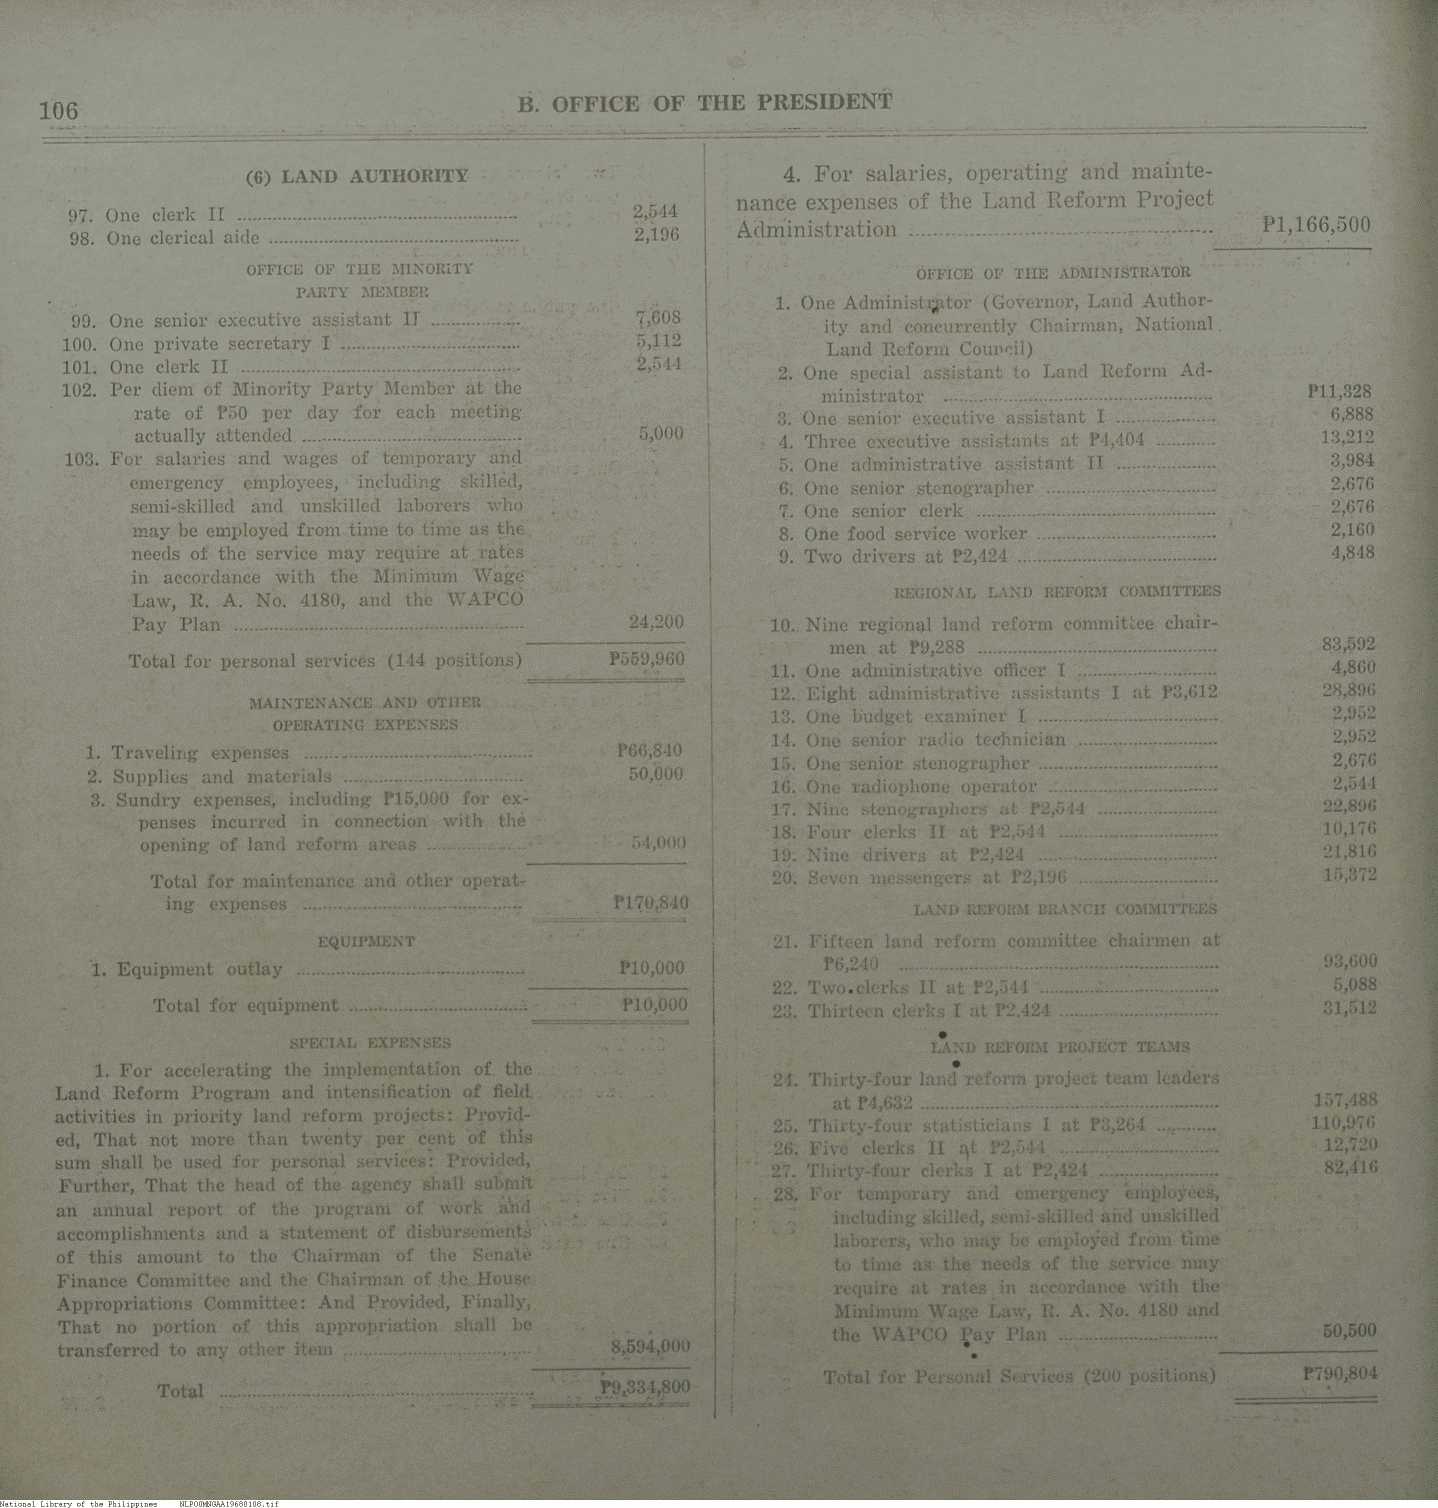 106
B. OFFICE OF THE PRESIDENT
(6) LAND AUTHORITY
97. One clerk II 2,544
98. One clerical aide 2,196
OFFICE OF THE MINORITY
PARTY MEMBER
99. One senior executive assistant II 7,608
100. One private secretary I 5,112
101. One clerk II 2,544
102. Per diem of Minority Party Member at the
rate of ₱50 per day for each meeting
actually attended 5,000
103. For salaries and wages of temporary and
emergency employees, including skilled,
semi-skilled and unskilled laborers who
may be employed from time to time as the
needs of the service may require at rates
in accordance with the Minimum Wage
Law, R. A. No. 4180, and the WAPCO
Pay Plan 24,200
Total for personal services (144 positions) ₱559,960
MAINTENANCE AND OTHER
OPERATING EXPENSES
1. Traveling expenses ₱66,840
2. Supplies and materials 50,000
3. Sundry expenses, including ₱15,000 for ex-
penses incurred in connection with the
opening of land reform areas 54,000
Total for maintenance and other operat-
ing expenses ₱170,840
EQUIPMENT
1. Equipment outlay ₱10,000
Total for equipment ₱10,000
SPECIAL EXPENSES
1. For accelerating the implementation of the
Land Reform Program and intensification of field
activities in priority land reform projects: Provid-
ed, That not more than twenty per cent of this
sum shall be used for personal services: Provided,
Further, That the head of the agency shall submit
an annual report of the program of work and
accomplishments and a statement of disbursements
of this amount to the Chairman of the Senate
Finance Committee and the Chairman of the House
Appropriations Committee: And Provided, Finally,
That no portion of this appropriation shall be
transferred to any other item 8,594,000
Total ₱9,334,800
4. For salaries, operating and mainte-
nance expenses of the Land Reform Project
Administration ₱1,166,500
OFFICE OF THE ADMINISTRATOR
1. One Administrator (Governor, Land Author-
ity and concurrently Chairman, National
Land Reform Council)
2. One special assistant to Land Reform Ad-
ministrator ₱11,328
3. One senior executive assistant I 6,888
4. Three executive assistants at ₱4,404 13,212
5. One administrative assistant II 3,984
6. One senior stenographer 2,676
7. One senior clerk 2,676
8. One food service worker 2,160
9. Two drivers at ₱2,424 4,848
REGIONAL LAND REFORM COMMITTEES
10. Nine regional land reform committee chair-
men at ₱9,288 83,592
11. One administrative officer I 4,860
12. Eight administrative assistants I at ₱3,612 28,896
13. One budget examiner I 2,952
14. One senior radio technician 2,952
15. One senior stenographer 2,676
16. One radiophone operator 2,544
17. Nine stenographers at ₱2,544 22,896
18. Four clerks II at ₱2,544 10,176
19. Nine drivers at ₱2,424 21,816
20. Seven messengers at ₱2,196 15,372
LAND REFORM BRANCH COMMITTEES
21. Fifteen land reform committee chairmen at
₱6,240 93,600
22. Two clerks II at ₱2,544 5,088
23. Thirteen clerks I at ₱2,424 31,512
LAND REFORM PROJECT TEAMS
24. Thirty-four land reform project team leaders
at ₱4,632 157,488
25. Thirty-four statisticians I at ₱3,264 110,976
26. Five clerks II at ₱2,544 12,720
27. Thirty-four clerks I at ₱2,424 82,416
28. For temporary and emergency employees,
including skilled, semi-skilled and unskilled
laborers, who may be employed from time
to time as the needs of the service may
require at rates in accordance with the
Minimum Wage Law, R. A. No. 4180 and
the WAPCO Pay Plan 50,500
Total for Personal Services (200 positions) ₱790,804
National Library of the Philippines NLPO0MNGAA19680108.tif